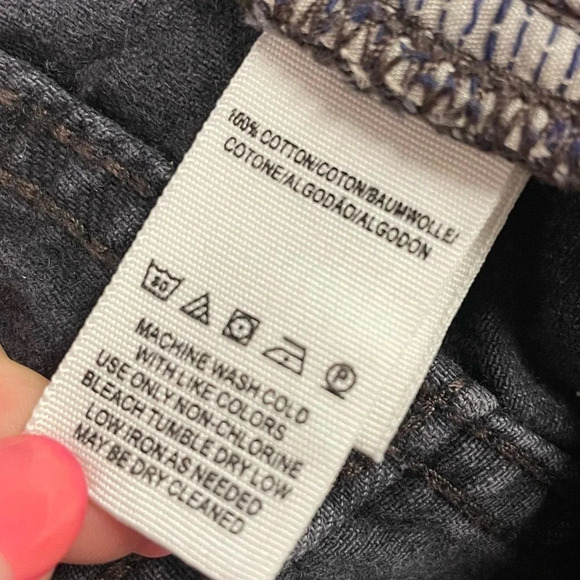 100% COTTON/COTON/BAUMWOLLE/
COTONE/ALGODÃO/ALGODÓN
30
P
MACHINE WASH COLD
WITH LIKE COLORS
USE ONLY NON-CHLORINE
BLEACH TUMBLE DRY LOW
LOW IRON AS NEEDED
MAY BE DRY CLEANED